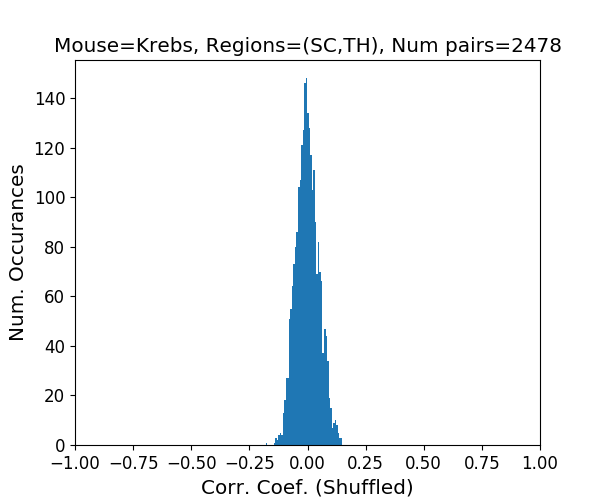 Mouse=Krebs, Regions=(SC,TH), Num pairs=2478
140
120
100
80
60
40
20
0
Num. Occurances
−1.00 −0.75 −0.50 −0.25 0.00 0.25 0.50 0.75 1.00
Corr. Coef. (Shuffled)